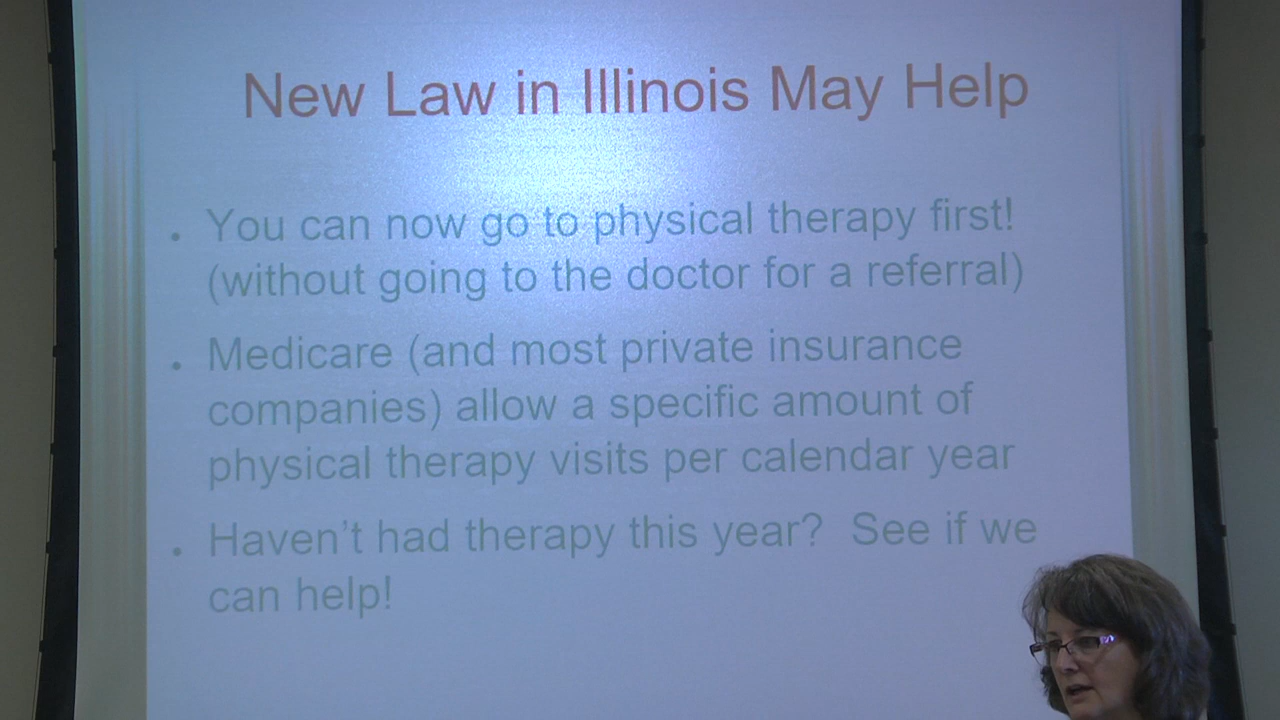 New Law in Illinois May Help
• You can now go to physical therapy first!
(without going to the doctor for a referral)
• Medicare (and most private insurance
companies) allow a specific amount of
physical therapy visits per calendar year
• Haven't had therapy this year?  See if we
can help!